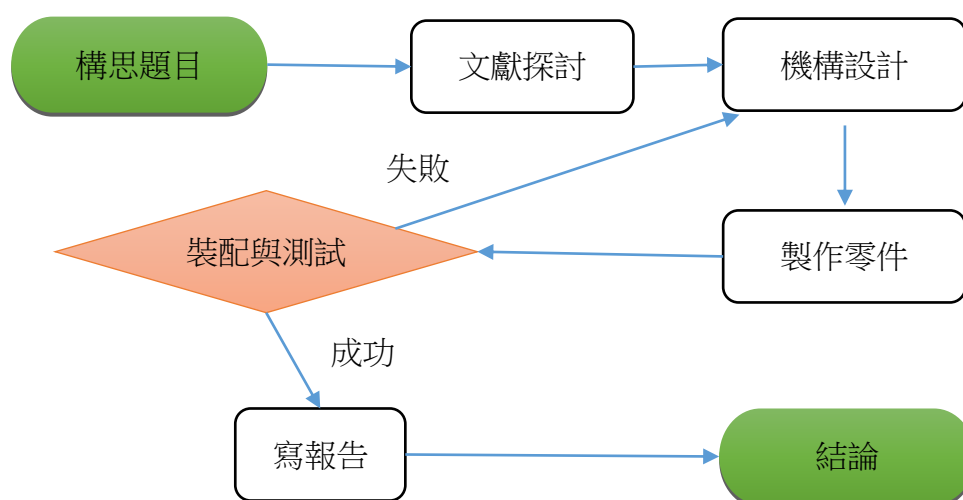 構思題目
文獻探討
機構設計
失敗
裝配與測試
製作零件
成功
寫報告
結論